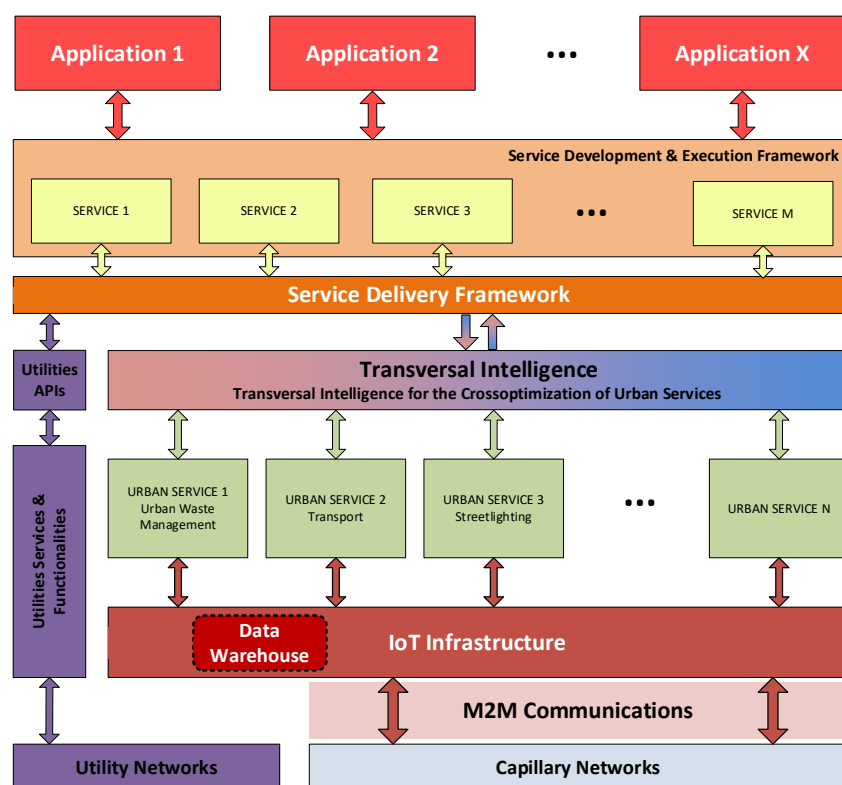 Application 1
Application 2
...
Application X
Service Development & Execution Framework
SERVICE 1
SERVICE 2
SERVICE 3
...
SERVICE M
Service Delivery Framework
Utilities
APIs
Transversal Intelligence
Transversal Intelligence for the Crossoptimization of Urban Services
Utilities Services &
Functionalities
URBAN SERVICE 1
Urban Waste
Management
URBAN SERVICE 2
Transport
URBAN SERVICE 3
Streetlighting
...
URBAN SERVICE N
Data
Warehouse
IoT Infrastructure
M2M Communications
Utility Networks
Capillary Networks